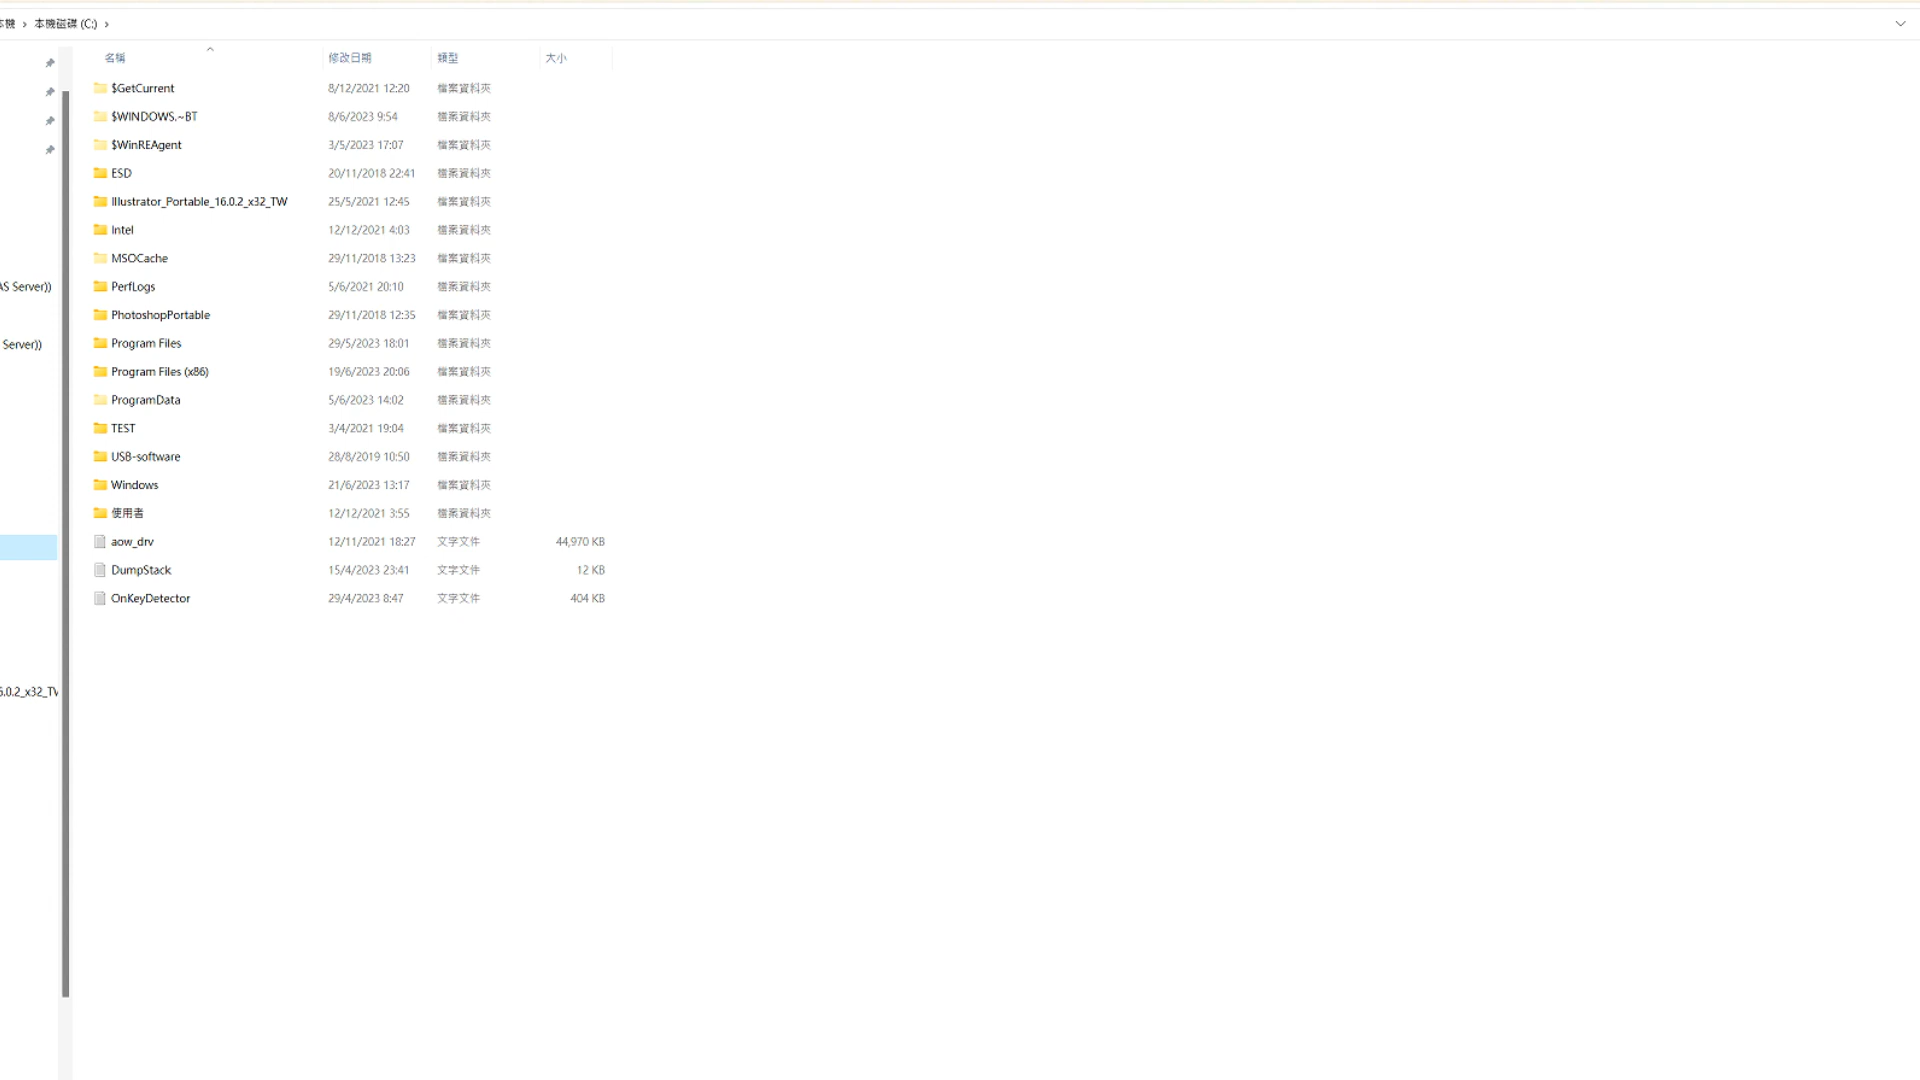 本機 › 本機磁碟 (C:) ›
名稱 修改日期 類型 大小
$GetCurrent 8/12/2021 12:20 檔案資料夾
$WINDOWS.~BT 8/6/2023 9:54 檔案資料夾
$WinREAgent 3/5/2023 17:07 檔案資料夾
ESD 20/11/2018 22:41 檔案資料夾
Illustrator_Portable_16.0.2_x32_TW 25/5/2021 12:45 檔案資料夾
Intel 12/12/2021 4:03 檔案資料夾
MSOCache 29/11/2018 13:23 檔案資料夾
AS Server)) PerfLogs 5/6/2021 20:10 檔案資料夾
PhotoshopPortable 29/11/2018 12:35 檔案資料夾
Server)) Program Files 29/5/2023 18:01 檔案資料夾
Program Files (x86) 19/6/2023 20:06 檔案資料夾
ProgramData 5/6/2023 14:02 檔案資料夾
TEST 3/4/2021 19:04 檔案資料夾
USB-software 28/8/2019 10:50 檔案資料夾
Windows 21/6/2023 13:17 檔案資料夾
使用者 12/12/2021 3:55 檔案資料夾
aow_drv 12/11/2021 18:27 文字文件 44,970 KB
DumpStack 15/4/2023 23:41 文字文件 12 KB
OnKeyDetector 29/4/2023 8:47 文字文件 404 KB
6.0.2_x32_TW